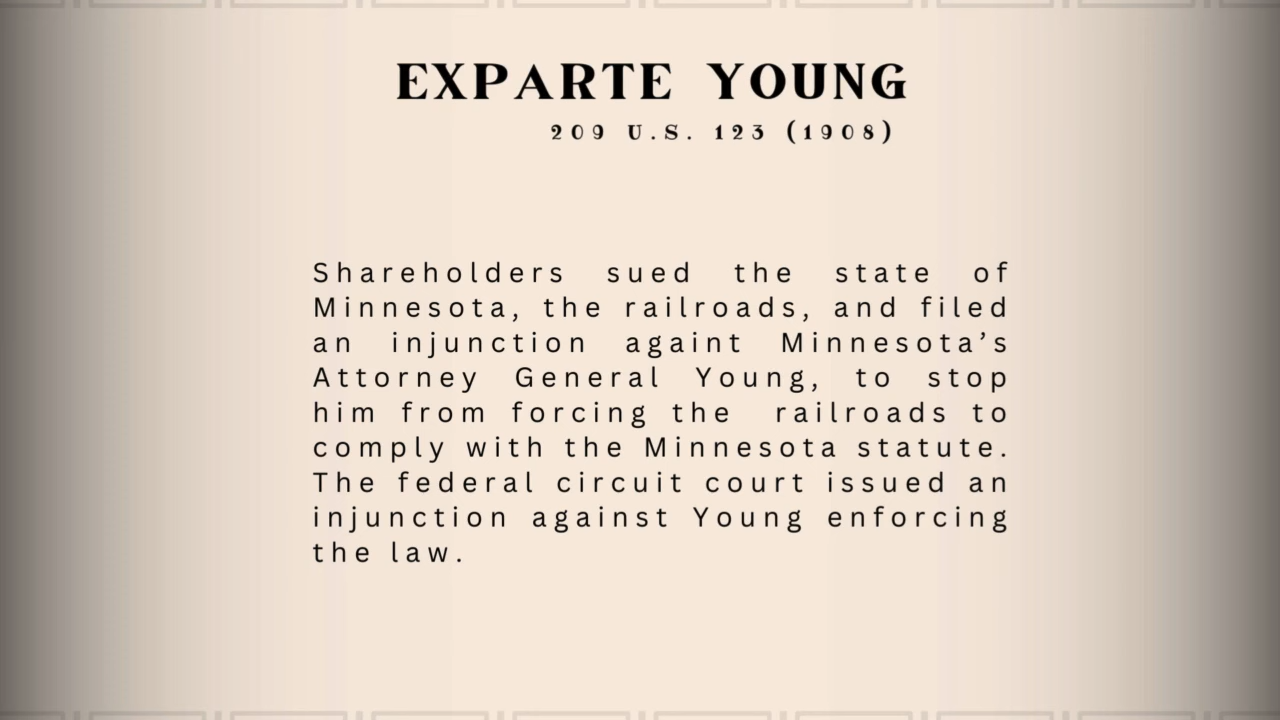 EXPARTE YOUNG
209 U.S. 123 (1908)
Shareholders sued the state of
Minnesota, the railroads, and filed
an injunction againt Minnesota’s
Attorney General Young, to stop
him from forcing the railroads to
comply with the Minnesota statute.
The federal circuit court issued an
injunction against Young enforcing
the law.